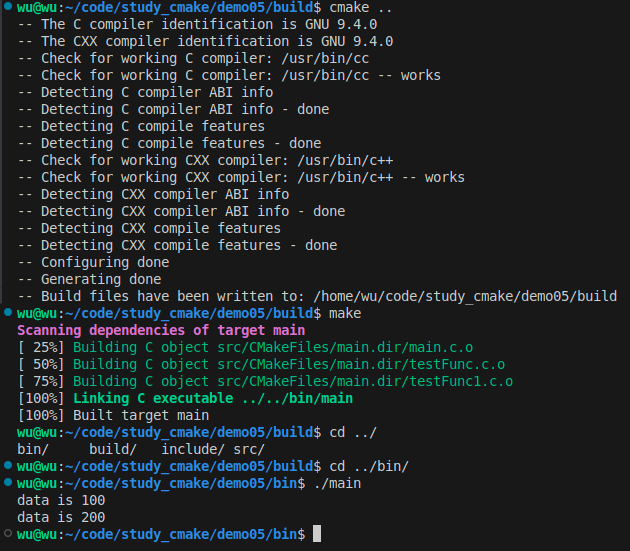 wu@wu:~/code/study_cmake/demo05/build$ cmake ..
-- The C compiler identification is GNU 9.4.0
-- The CXX compiler identification is GNU 9.4.0
-- Check for working C compiler: /usr/bin/cc
-- Check for working C compiler: /usr/bin/cc -- works
-- Detecting C compiler ABI info
-- Detecting C compiler ABI info - done
-- Detecting C compile features
-- Detecting C compile features - done
-- Check for working CXX compiler: /usr/bin/c++
-- Check for working CXX compiler: /usr/bin/c++ -- works
-- Detecting CXX compiler ABI info
-- Detecting CXX compiler ABI info - done
-- Detecting CXX compile features
-- Detecting CXX compile features - done
-- Configuring done
-- Generating done
-- Build files have been written to: /home/wu/code/study_cmake/demo05/build
wu@wu:~/code/study_cmake/demo05/build$ make
Scanning dependencies of target main
[ 25%] Building C object src/CMakeFiles/main.dir/main.c.o
[ 50%] Building C object src/CMakeFiles/main.dir/testFunc.c.o
[ 75%] Building C object src/CMakeFiles/main.dir/testFunc1.c.o
[100%] Linking C executable ../../bin/main
[100%] Built target main
wu@wu:~/code/study_cmake/demo05/build$ cd ../
bin/     build/   include/ src/
wu@wu:~/code/study_cmake/demo05/build$ cd ../bin/
wu@wu:~/code/study_cmake/demo05/bin$ ./main
data is 100
data is 200
wu@wu:~/code/study_cmake/demo05/bin$